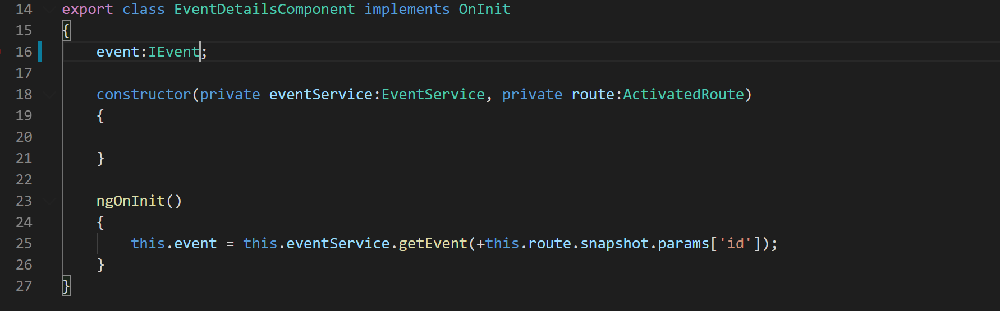 14 export class EventDetailsComponent implements OnInit
15 {
16 event:IEvent;
17
18 constructor(private eventService:EventService, private route:ActivatedRoute)
19 {
20
21 }
22
23 ngOnInit()
24 {
25 this.event = this.eventService.getEvent(+this.route.snapshot.params['id']);
26 }
27 }